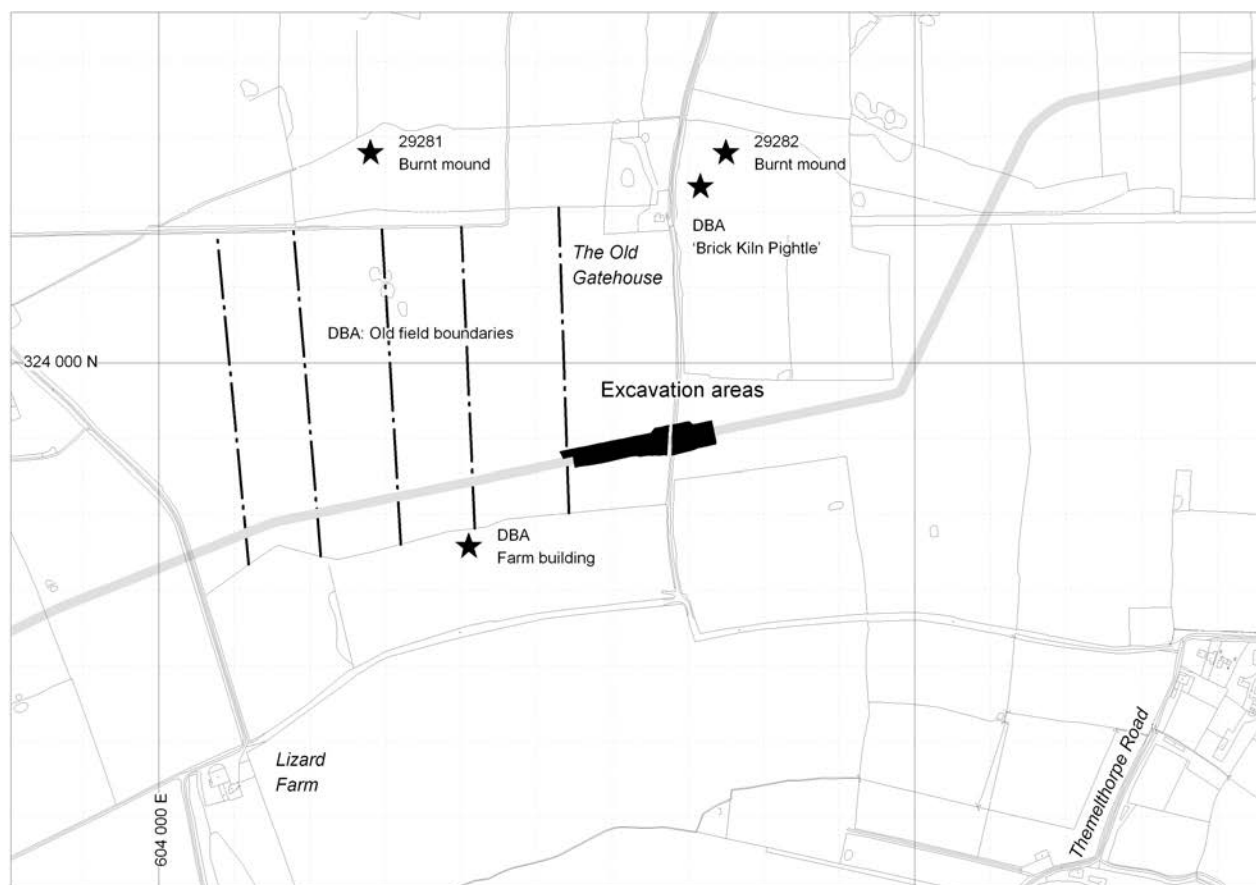 29281
Burnt mound
29282
Burnt mound
DBA
‘Brick Kiln Pightle’
The Old
Gatehouse
DBA: Old field boundaries
324 000 N
Excavation areas
DBA
Farm building
Lizard
Farm
604 000 E
Themelthorpe Road